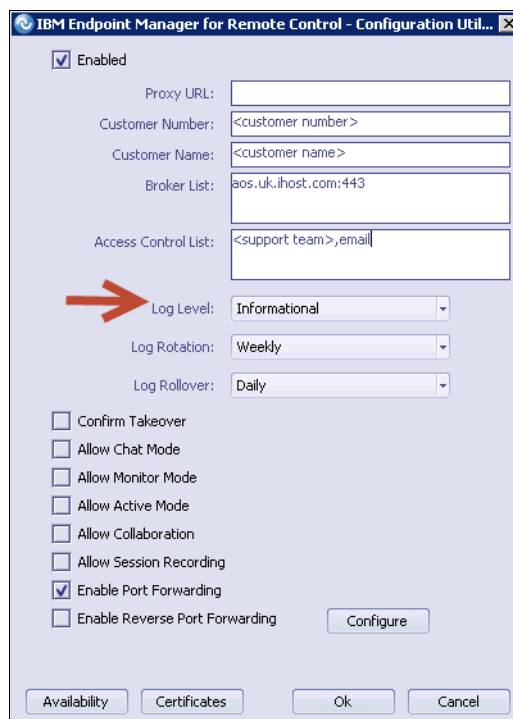 IBM Endpoint Manager for Remote Control - Configuration Util...
Enabled
Proxy URL:
Customer Number: <customer number>
Customer Name: <customer name>
Broker List: aos.uk.ihost.com:443
Access Control List: <support team>,email
Log Level: Informational
Log Rotation: Weekly
Log Rollover: Daily
Confirm Takeover
Allow Chat Mode
Allow Monitor Mode
Allow Active Mode
Allow Collaboration
Allow Session Recording
Enable Port Forwarding
Enable Reverse Port Forwarding Configure
Availability Certificates Ok Cancel